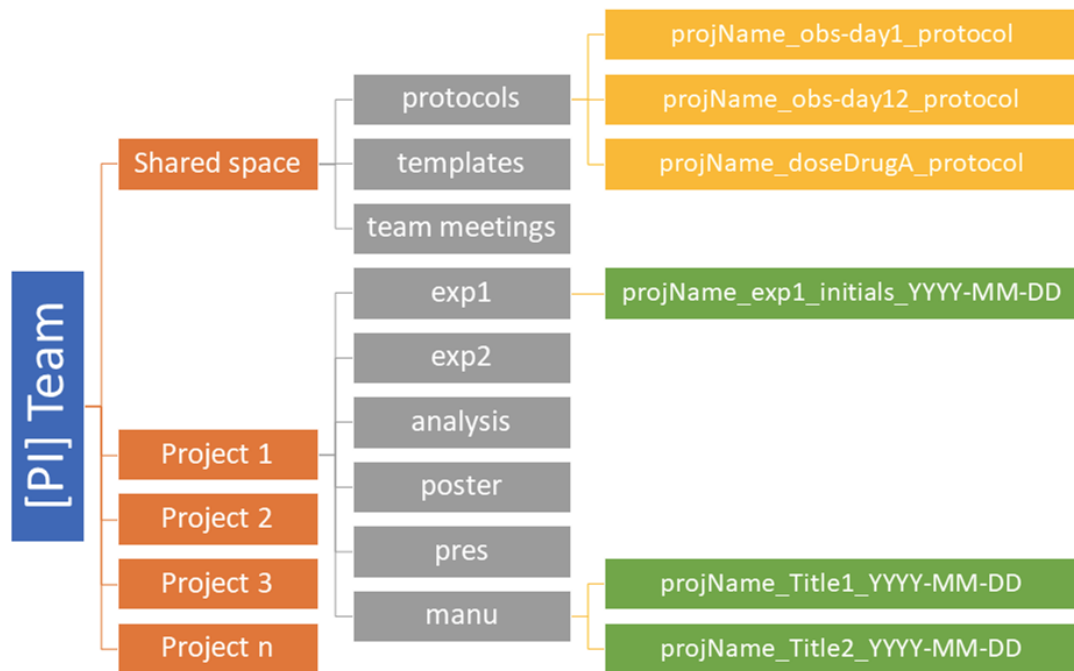 [PI] Team
Shared space
protocols
projName_obs-day1_protocol
projName_obs-day12_protocol
projName_doseDrugA_protocol
templates
team meetings
Project 1
exp1
projName_exp1_initials_YYYY-MM-DD
exp2
analysis
poster
pres
manu
projName_Title1_YYYY-MM-DD
projName_Title2_YYYY-MM-DD
Project 2
Project 3
Project n